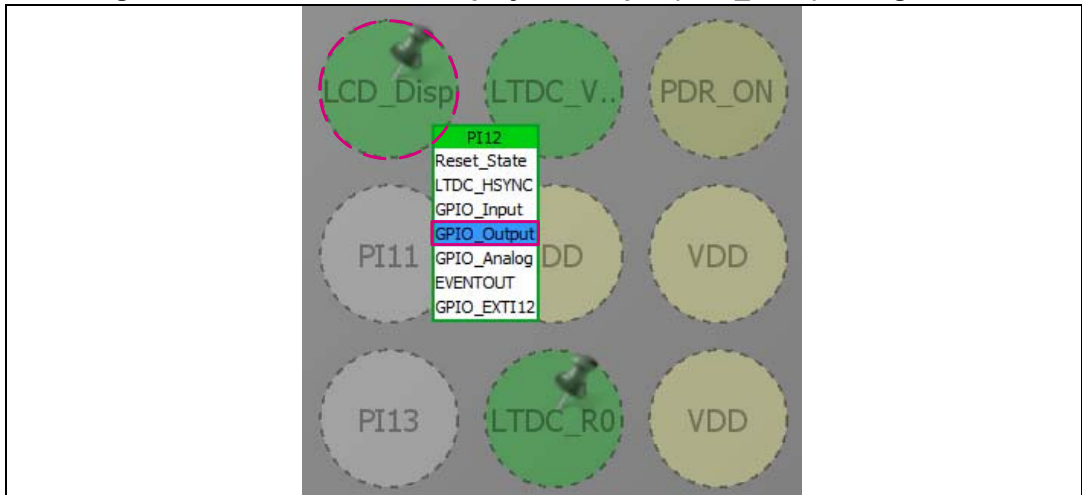 LCD_Disp LTDC_V... PDR_ON
PI12
Reset_State
LTDC_HSYNC
GPIO_Input
GPIO_Output
GPIO_Analog
EVENTOUT
GPIO_EXTI12
PI11 DD VDD
PI13 LTDC_R0 VDD